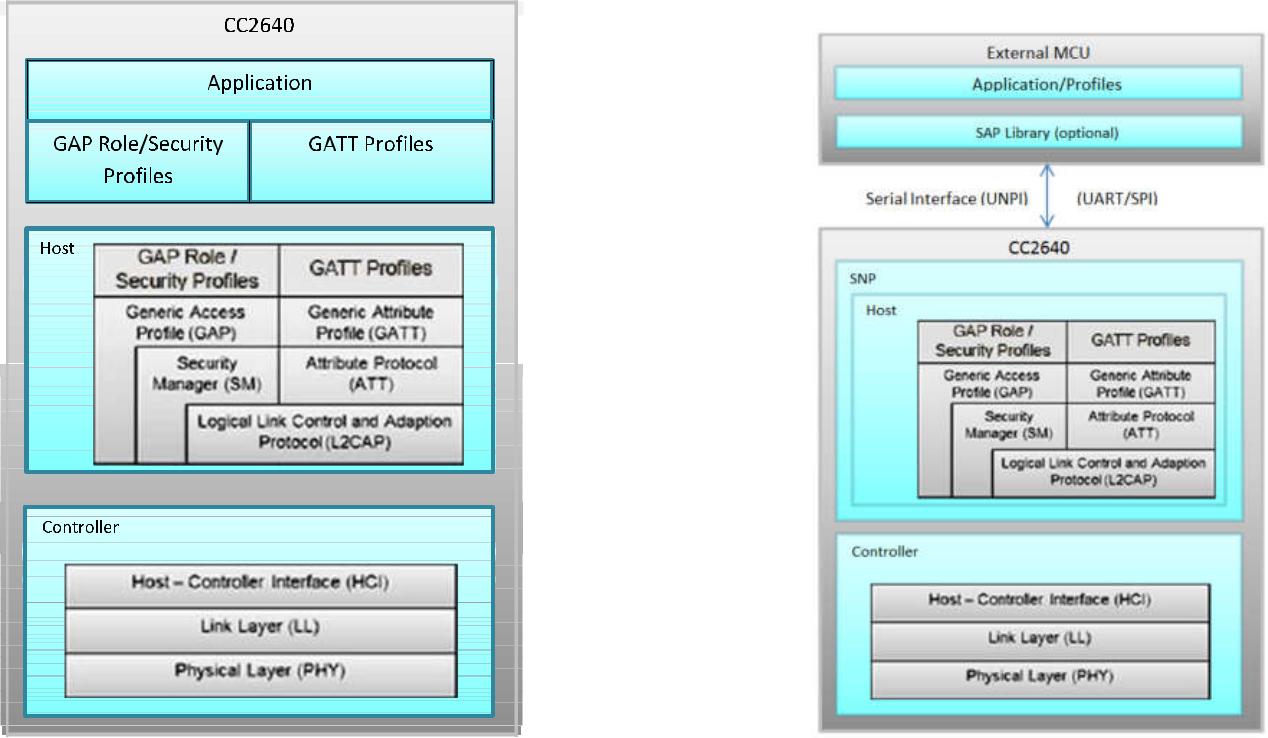 CC2640
Application
GAP Role/Security
Profiles
GATT Profiles
Host
GAP Role /
Security Profiles
GATT Profiles
Generic Access
Profile (GAP)
Generic Attribute
Profile (GATT)
Security
Manager (SM)
Attribute Protocol
(ATT)
Logical Link Control and Adaption
Protocol (L2CAP)
Controller
Host – Controller Interface (HCI)
Link Layer (LL)
Physical Layer (PHY)
External MCU
Application/Profiles
SAP Library (optional)
Serial Interface (UNPI)
(UART/SPI)
CC2640
SNP
Host
GAP Role /
Security Profiles
GATT Profiles
Generic Access
Profile (GAP)
Generic Attribute
Profile (GATT)
Security
Manager (SM)
Attribute Protocol
(ATT)
Logical Link Control and Adaption
Protocol (L2CAP)
Controller
Host – Controller Interface (HCI)
Link Layer (LL)
Physical Layer (PHY)